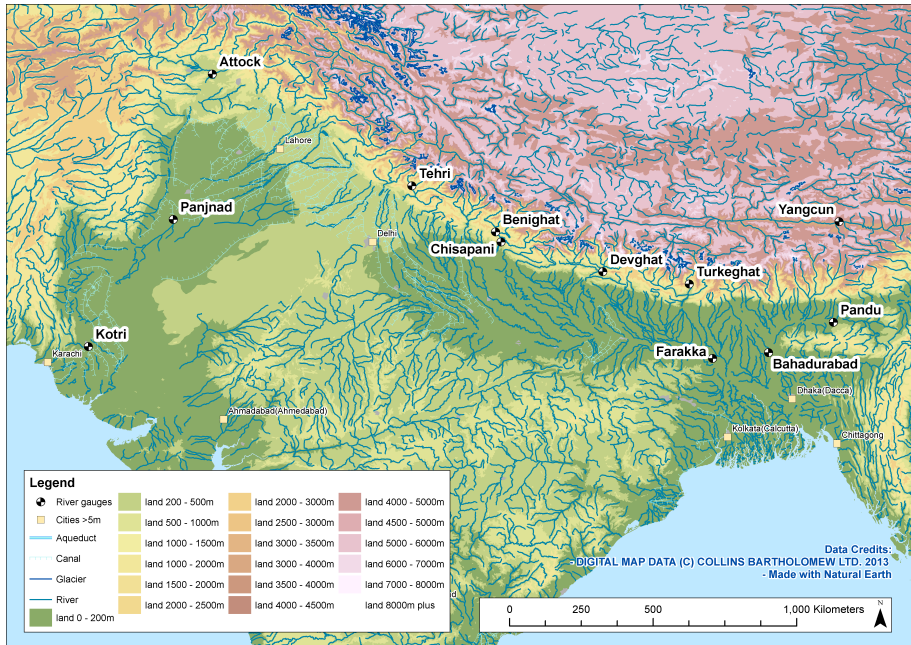 Attock
Lahore
Tehri
Panjnad
Benighat
Yangcun
Delhi
Chisapani
Devghat
Turkeghat
Pandu
Kotri
Karachi
Farakka
Bahadurabad
Dhaka(Dacca)
Ahmadabad(Ahmedabad)
Kolkata(Calcutta)
Chittagong
Legend
River gauges
Cities >5m
Aqueduct
Canal
Glacier
River
land 0 - 200m
land 200 - 500m
land 500 - 1000m
land 1000 - 1500m
land 1000 - 2000m
land 1500 - 2000m
land 2000 - 2500m
land 2000 - 3000m
land 2500 - 3000m
land 3000 - 3500m
land 3000 - 4000m
land 3500 - 4000m
land 4000 - 4500m
land 4000 - 5000m
land 4500 - 5000m
land 5000 - 6000m
land 6000 - 7000m
land 7000 - 8000m
land 8000m plus
d
Data Credits:
- DIGITAL MAP DATA (C) COLLINS BARTHOLOMEW LTD. 2013
- Made with Natural Earth
0 250 500 1,000 Kilometers
N